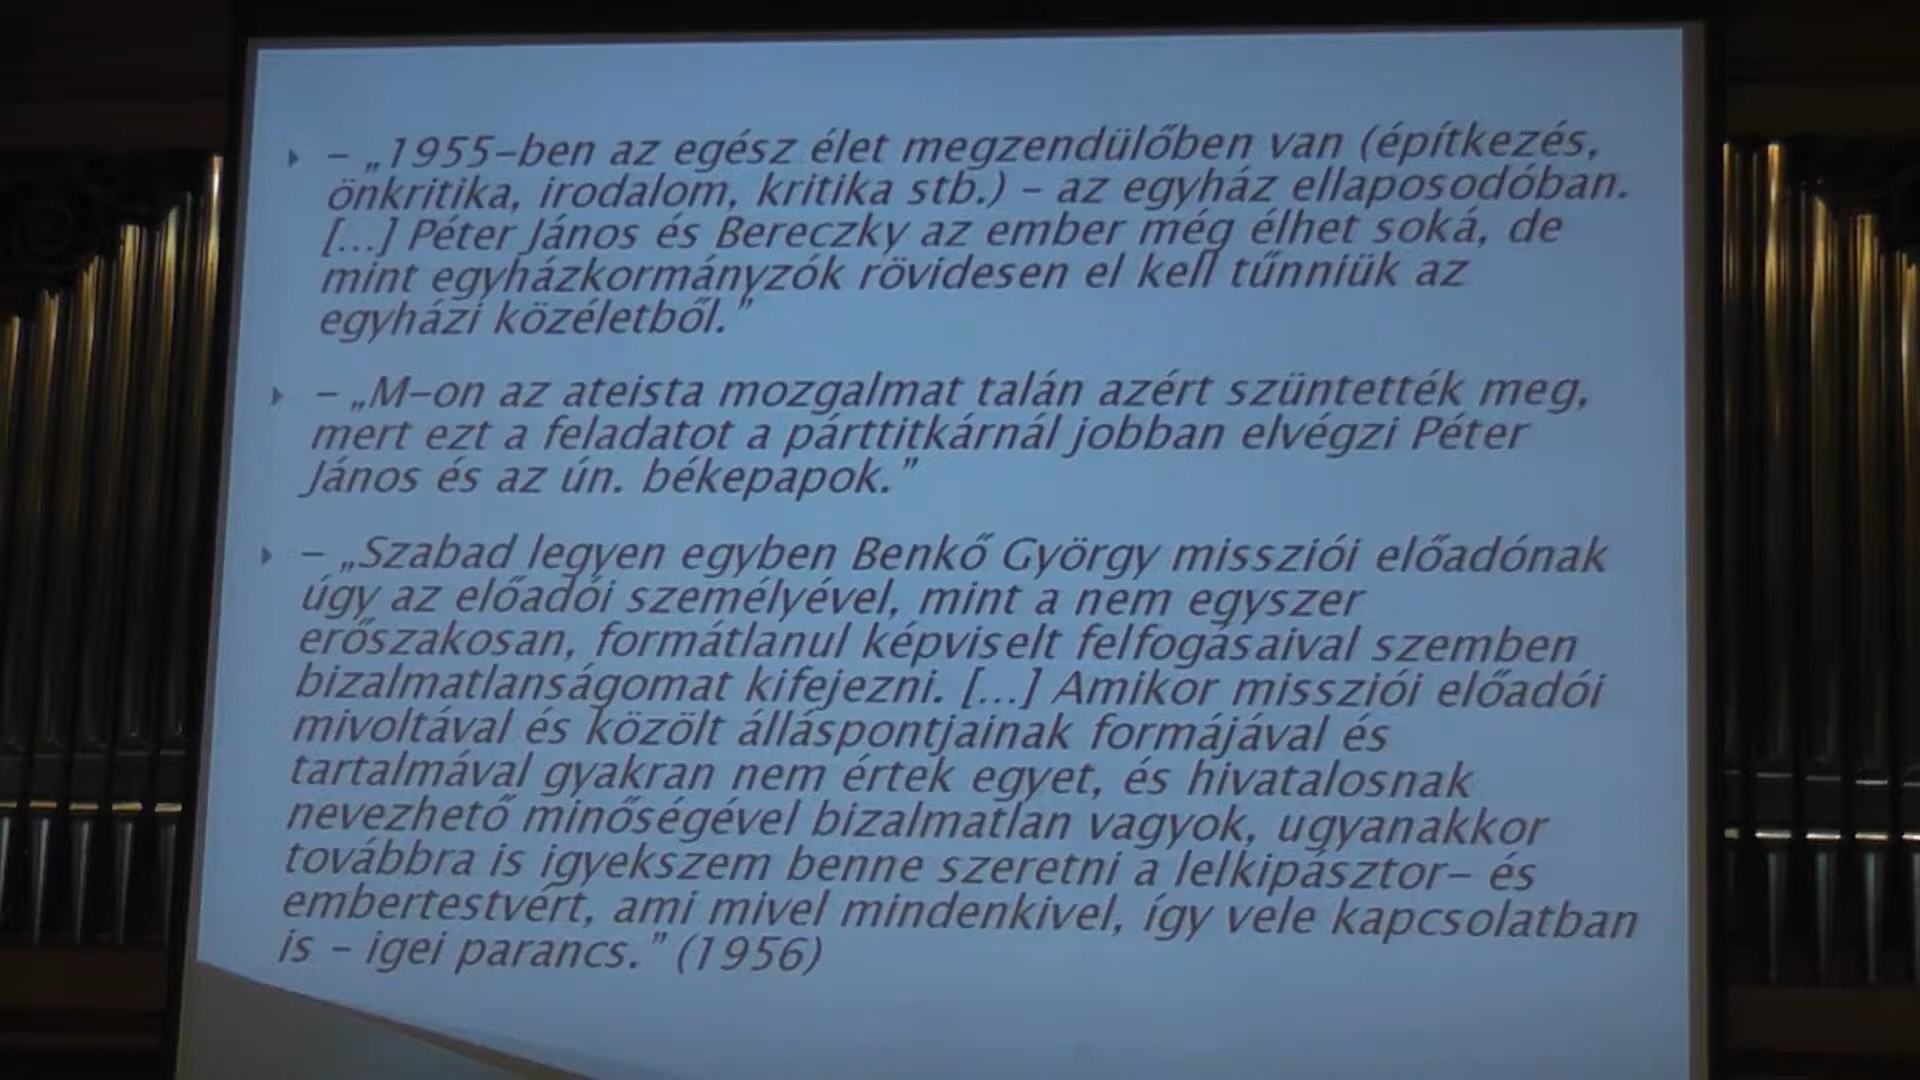 – „1955-ben az egész élet megzendülőben van (építkezés,
önkritika, irodalom, kritika stb.) – az egyház ellaposodóban.
[...] Péter János és Bereczky az ember még élhet soká, de
mint egyházkormányzók rövidesen el kell tűnniük az
egyházi közéletből.”
– „M-on az ateista mozgalmat talán azért szüntették meg,
mert ezt a feladatot a párttitkárnál jobban elvégzi Péter
János és az ún. békepapok.”
– „Szabad legyen egyben Benkő György missziói előadónak
úgy az előadói személyével, mint a nem egyszer
erőszakosan, formátlanul képviselt felfogásaival szemben
bizalmatlanságomat kifejezni. [...] Amikor missziói előadói
mivoltával és közölt álláspontjainak formájával és
tartalmával gyakran nem értek egyet, és hivatalosnak
nevezhető minőségével bizalmatlan vagyok, ugyanakkor
továbbra is igyekszem benne szeretni a lelkipásztor- és
embertestvért, ami mivel mindenkivel, így vele kapcsolatban
is – igei parancs.” (1956)